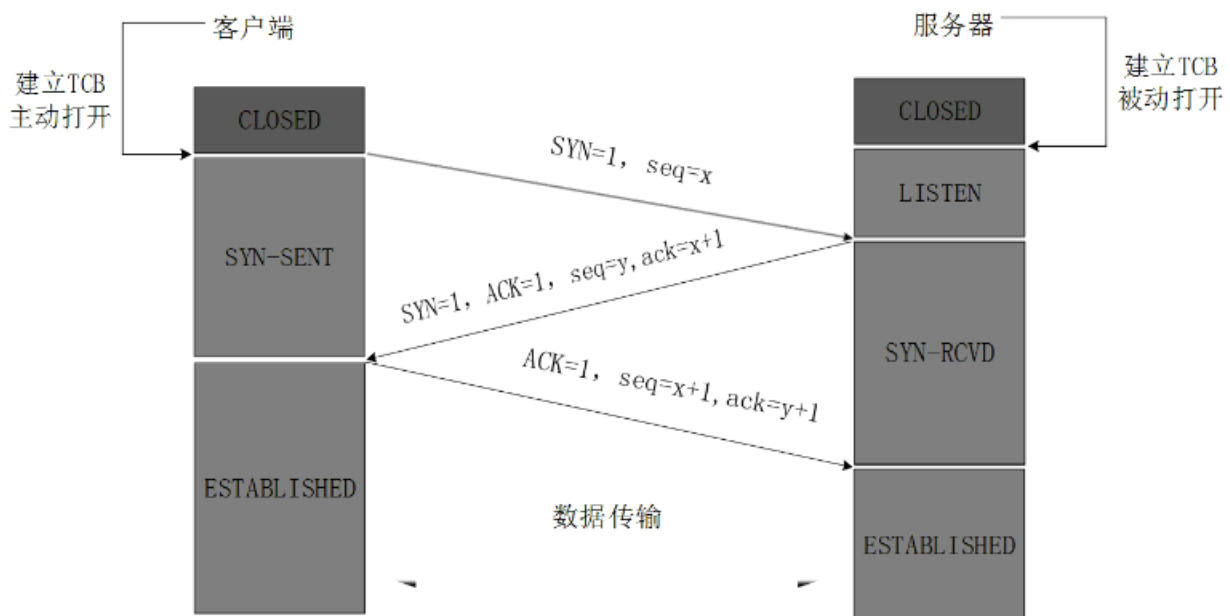 客户端
服务器
建立TCB
主动打开
建立TCB
被动打开
CLOSED
CLOSED
SYN=1, seq=x
LISTEN
SYN-SENT
SYN=1, ACK=1, seq=y,ack=x+1
SYN-RCVD
ACK=1, seq=x+1,ack=y+1
ESTABLISHED
数据传输
ESTABLISHED